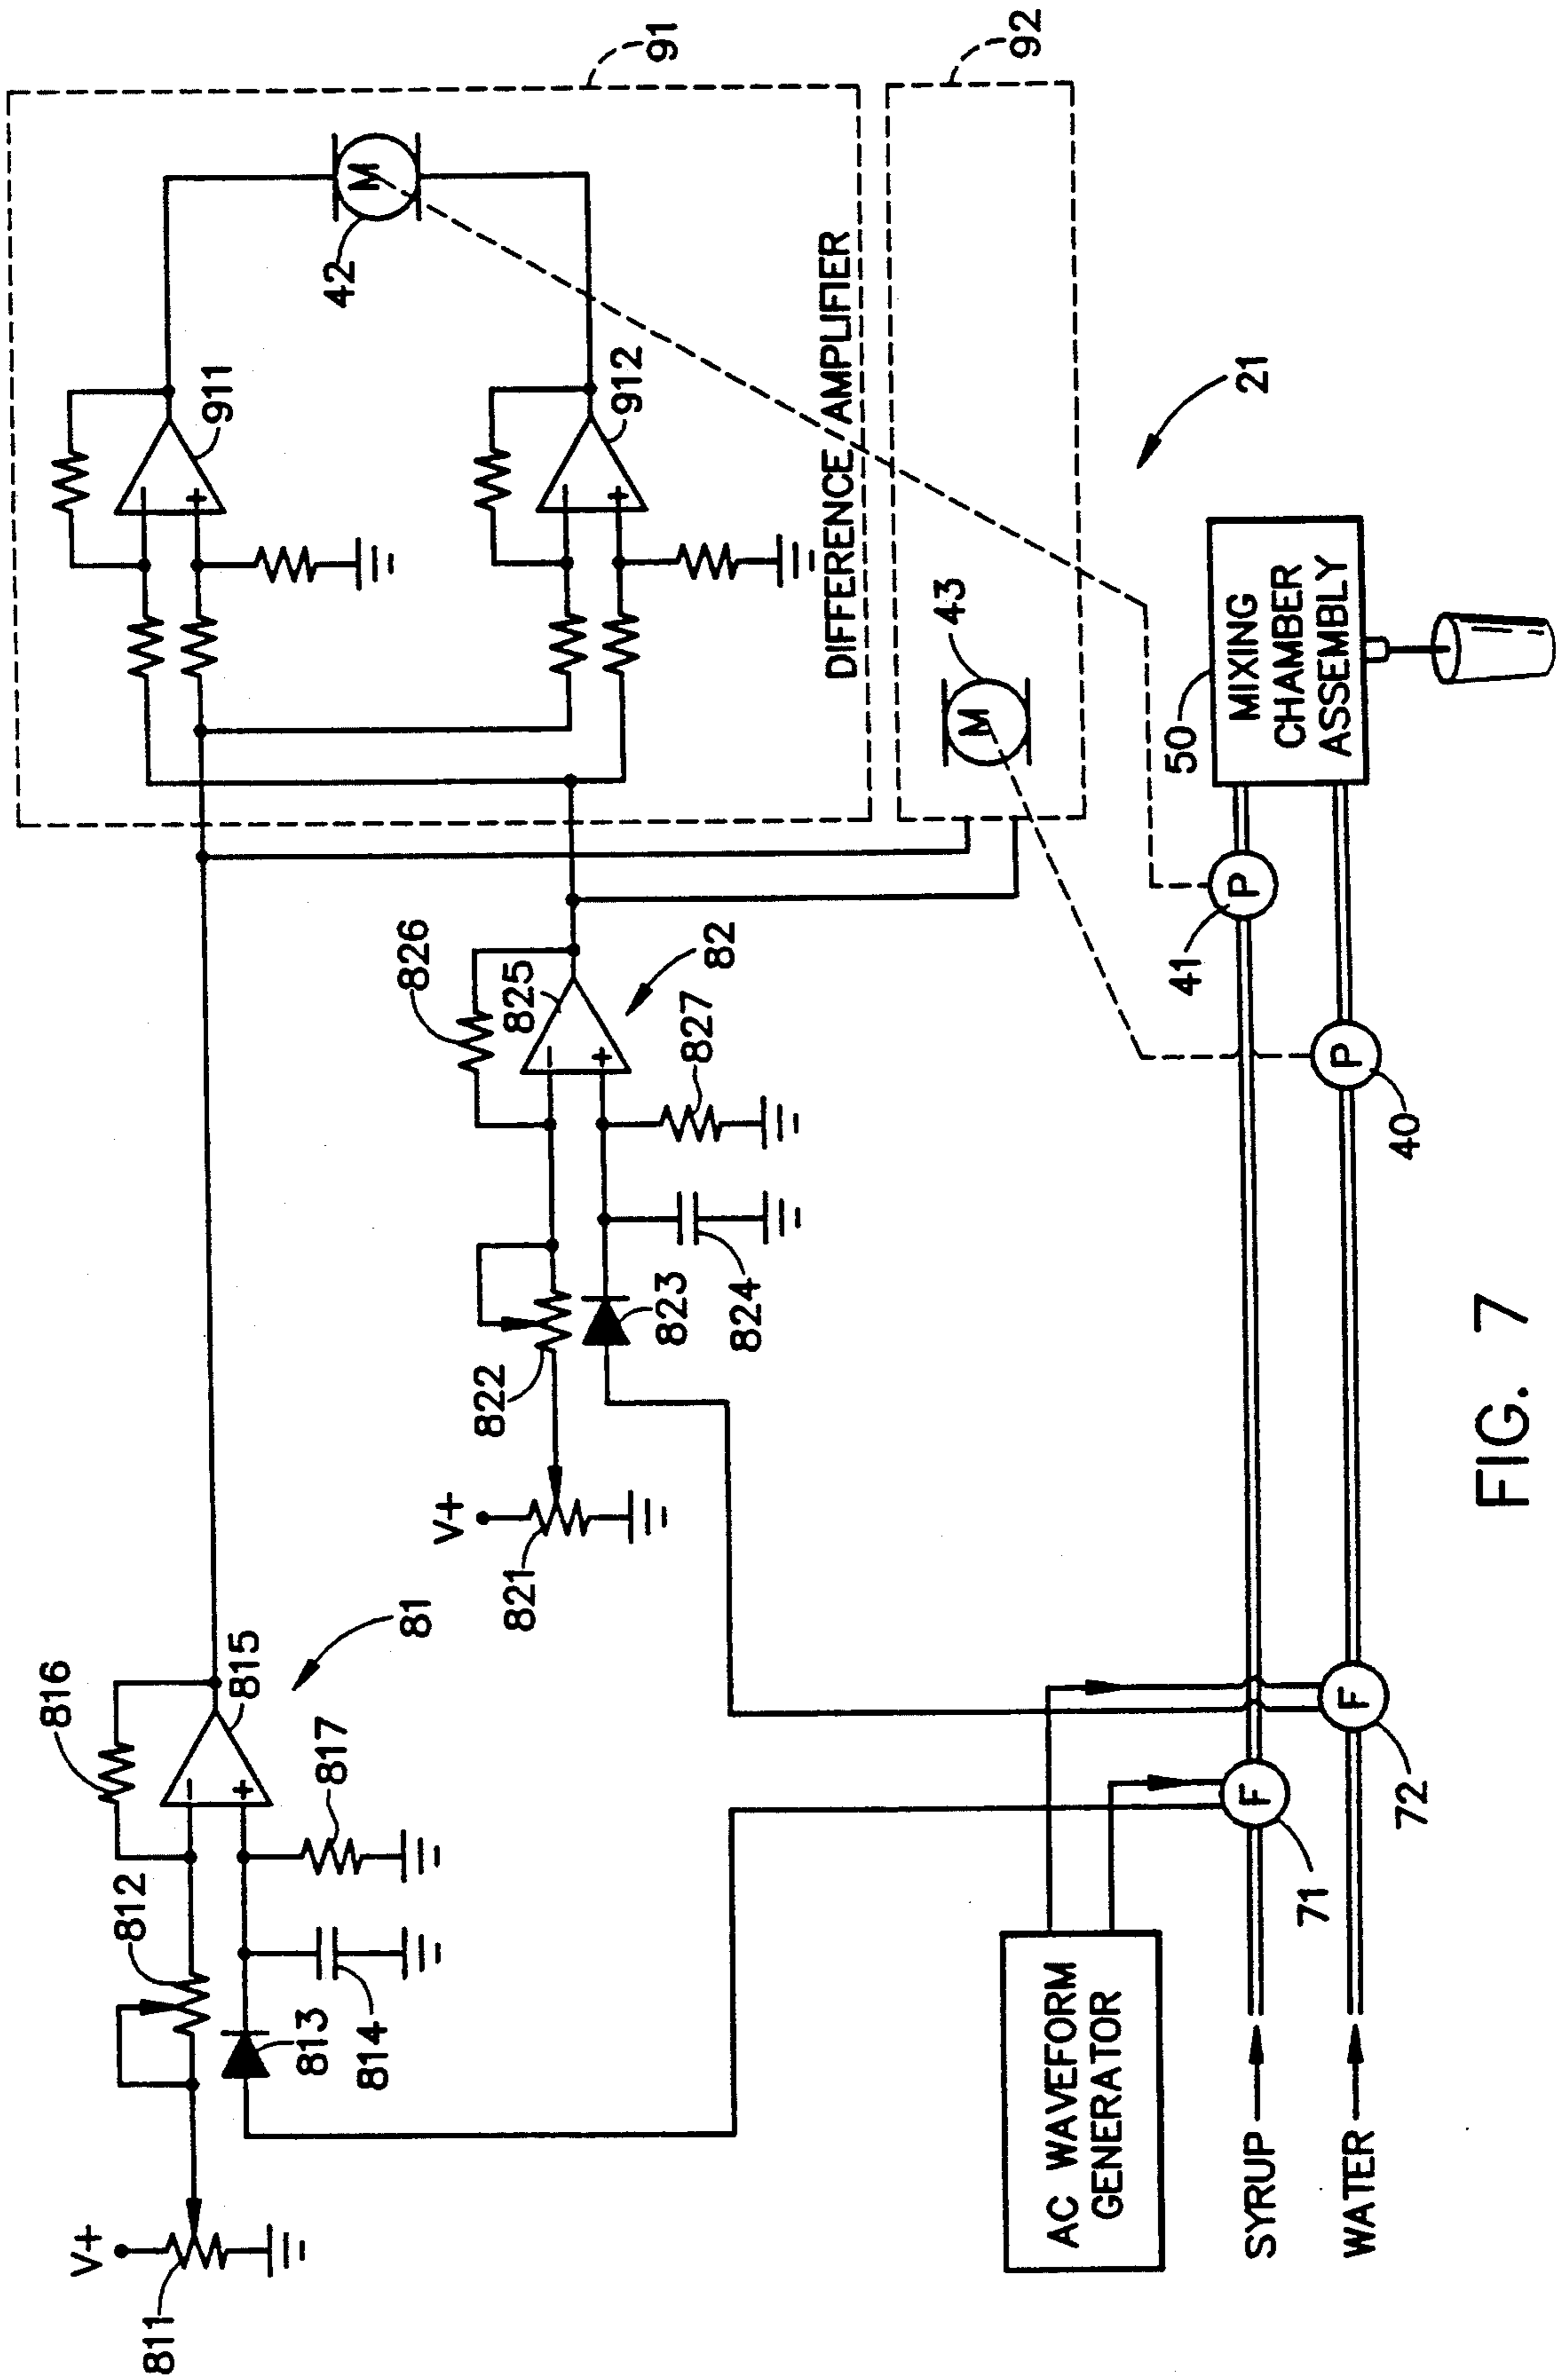 V+
811
812
816
813
814
817
815
81
V+
821
822
826
823
824
827
825
82
911
912
42
91
DIFFERENCE/AMPLIFIER
43
92
21
AC WAVEFORM
GENERATOR
SYRUP
WATER
F
71
F
72
P
41
P
40
50
MIXING
CHAMBER
ASSEMBLY
M
M
−
+
−
+
−
+
−
+
FIG. 7